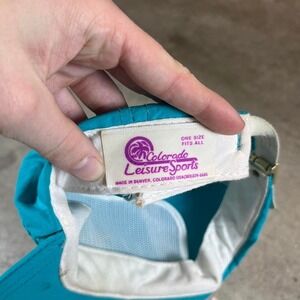 ONE SIZE
FITS ALL
Colorado
Leisure Sports
MADE IN DENVER, COLORADO USA